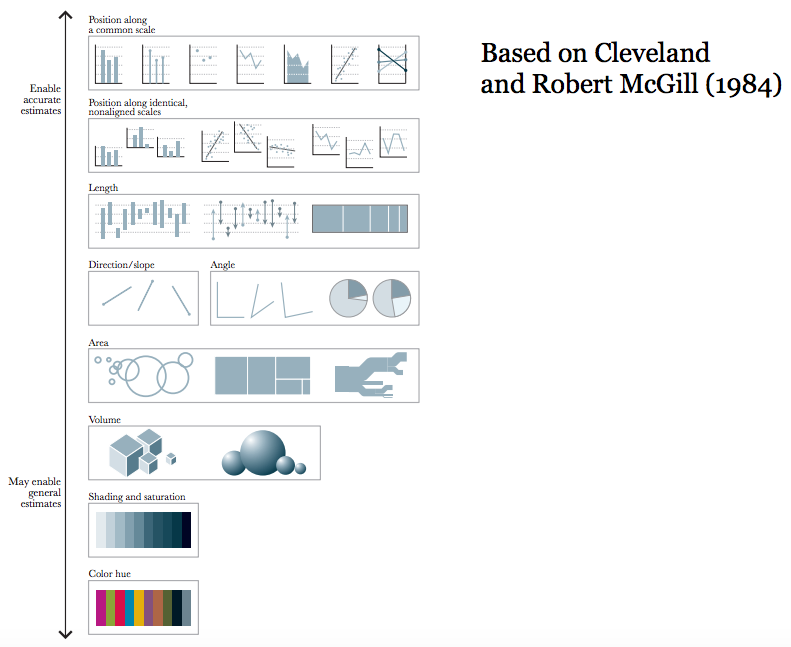 Position along
a common scale
Based on Cleveland
and Robert McGill (1984)
Enable
accurate
estimates
Position along identical,
nonaligned scales
Length
Direction/slope
Angle
Area
Volume
May enable
general
estimates
Shading and saturation
Color hue